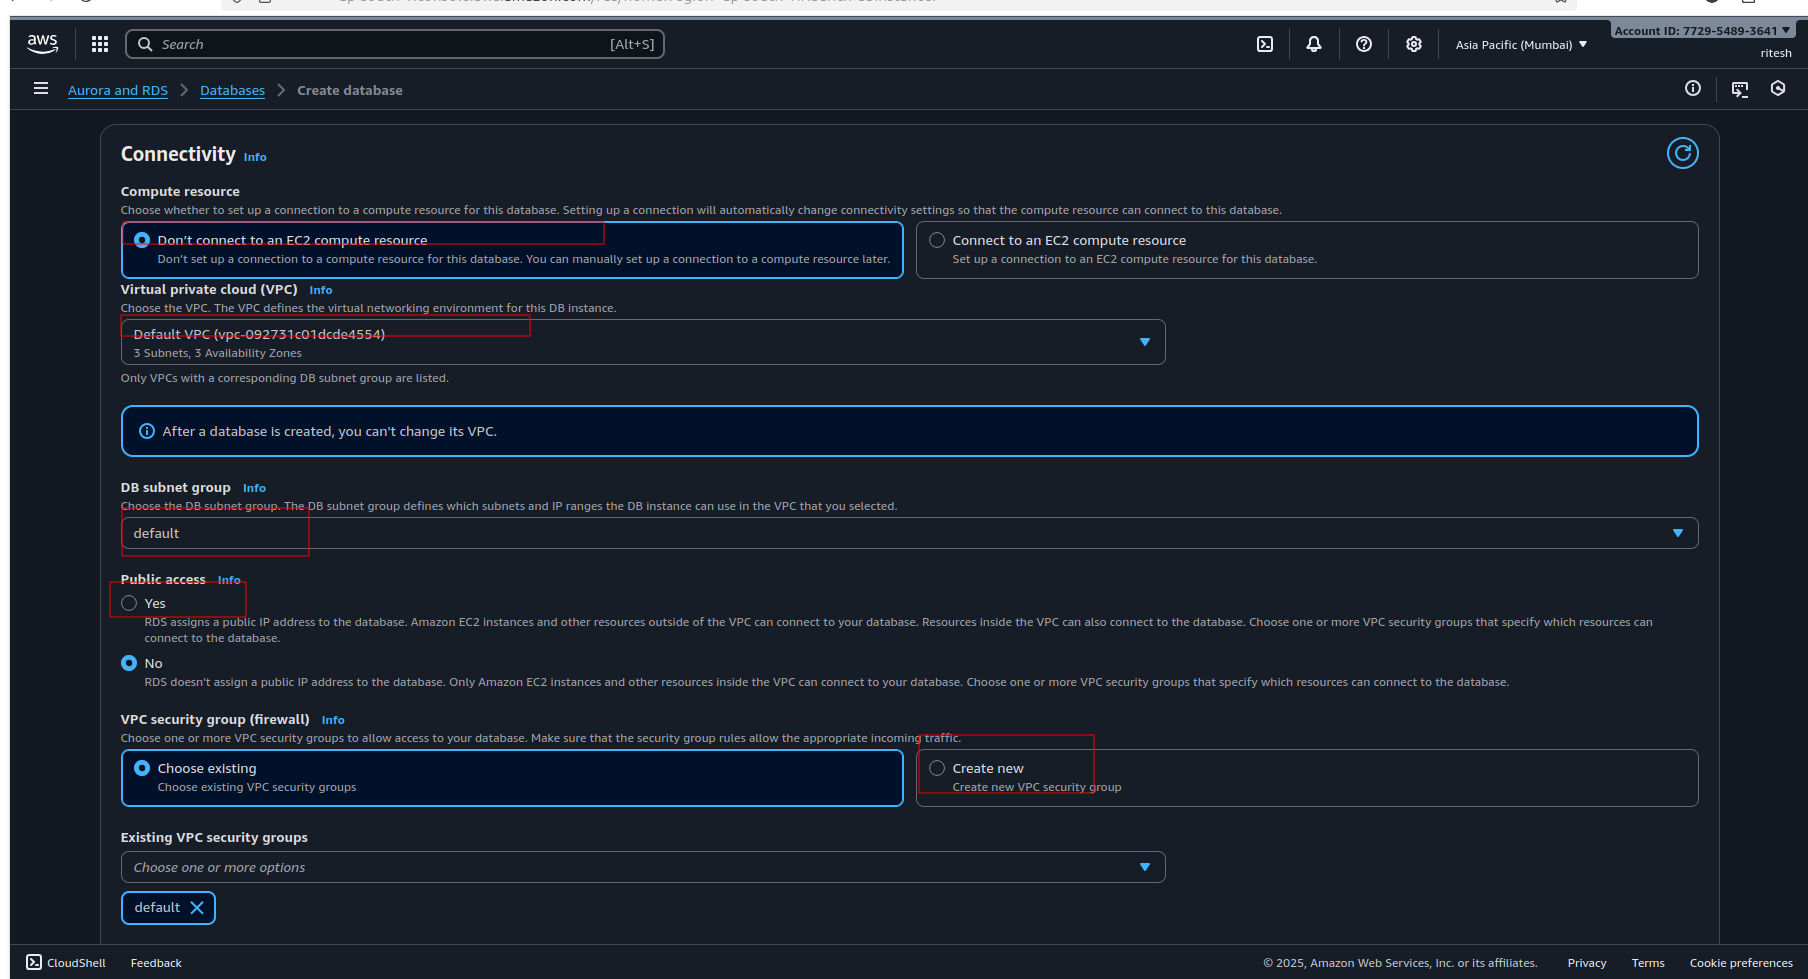 aws
Search
[Alt+S]
Asia Pacific (Mumbai)
Account ID: 7729-5489-3641
ritesh
Aurora and RDS
Databases
Create database
Connectivity Info
Compute resource
Choose whether to set up a connection to a compute resource for this database. Setting up a connection will automatically change connectivity settings so that the compute resource can connect to this database.
Don't connect to an EC2 compute resource
Don't set up a connection to a compute resource for this database. You can manually set up a connection to a compute resource later.
Connect to an EC2 compute resource
Set up a connection to an EC2 compute resource for this database.
Virtual private cloud (VPC) Info
Choose the VPC. The VPC defines the virtual networking environment for this DB instance.
Default VPC (vpc-092731c01dcde4554)
3 Subnets, 3 Availability Zones
Only VPCs with a corresponding DB subnet group are listed.
After a database is created, you can't change its VPC.
DB subnet group Info
Choose the DB subnet group. The DB subnet group defines which subnets and IP ranges the DB instance can use in the VPC that you selected.
default
Public access Info
Yes
RDS assigns a public IP address to the database. Amazon EC2 instances and other resources outside of the VPC can connect to your database. Resources inside the VPC can also connect to the database. Choose one or more VPC security groups that specify which resources can
connect to the database.
No
RDS doesn't assign a public IP address to the database. Only Amazon EC2 instances and other resources inside the VPC can connect to your database. Choose one or more VPC security groups that specify which resources can connect to the database.
VPC security group (firewall) Info
Choose one or more VPC security groups to allow access to your database. Make sure that the security group rules allow the appropriate incoming traffic.
Choose existing
Choose existing VPC security groups
Create new
Create new VPC security group
Existing VPC security groups
Choose one or more options
default
CloudShell
Feedback
© 2025, Amazon Web Services, Inc. or its affiliates.
Privacy
Terms
Cookie preferences